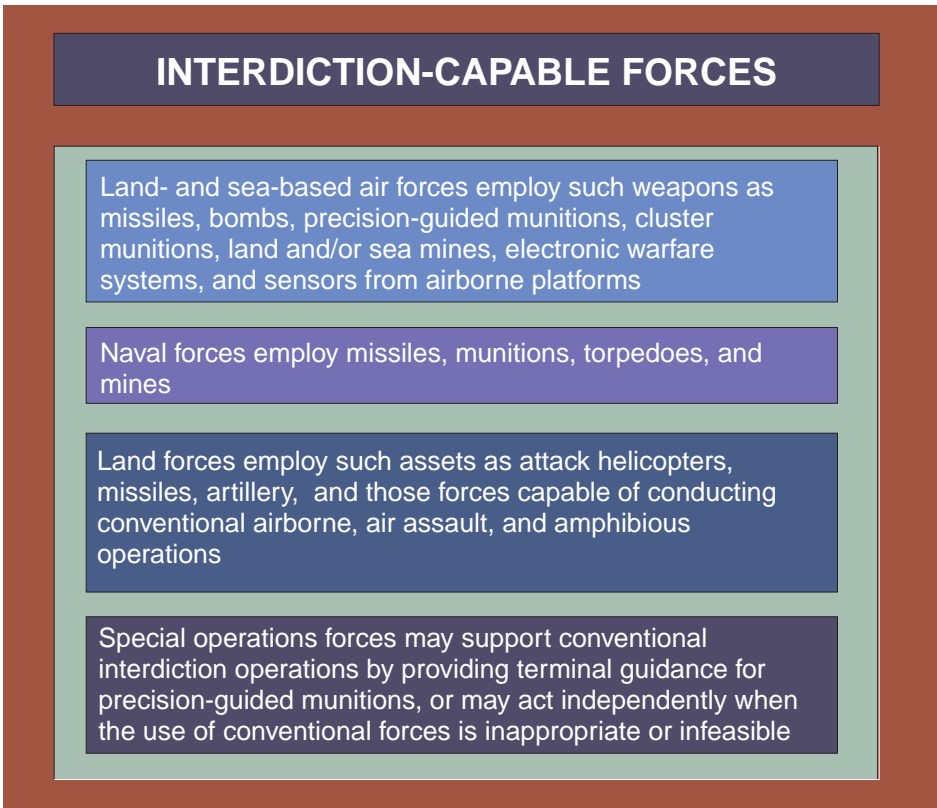 INTERDICTION-CAPABLE FORCES
Land- and sea-based air forces employ such weapons as
missiles, bombs, precision-guided munitions, cluster
munitions, land and/or sea mines, electronic warfare
systems, and sensors from airborne platforms
Naval forces employ missiles, munitions, torpedoes, and
mines
Land forces employ such assets as attack helicopters,
missiles, artillery,  and those forces capable of conducting
conventional airborne, air assault, and amphibious
operations
Special operations forces may support conventional
interdiction operations by providing terminal guidance for
precision-guided munitions, or may act independently when
the use of conventional forces is inappropriate or infeasible